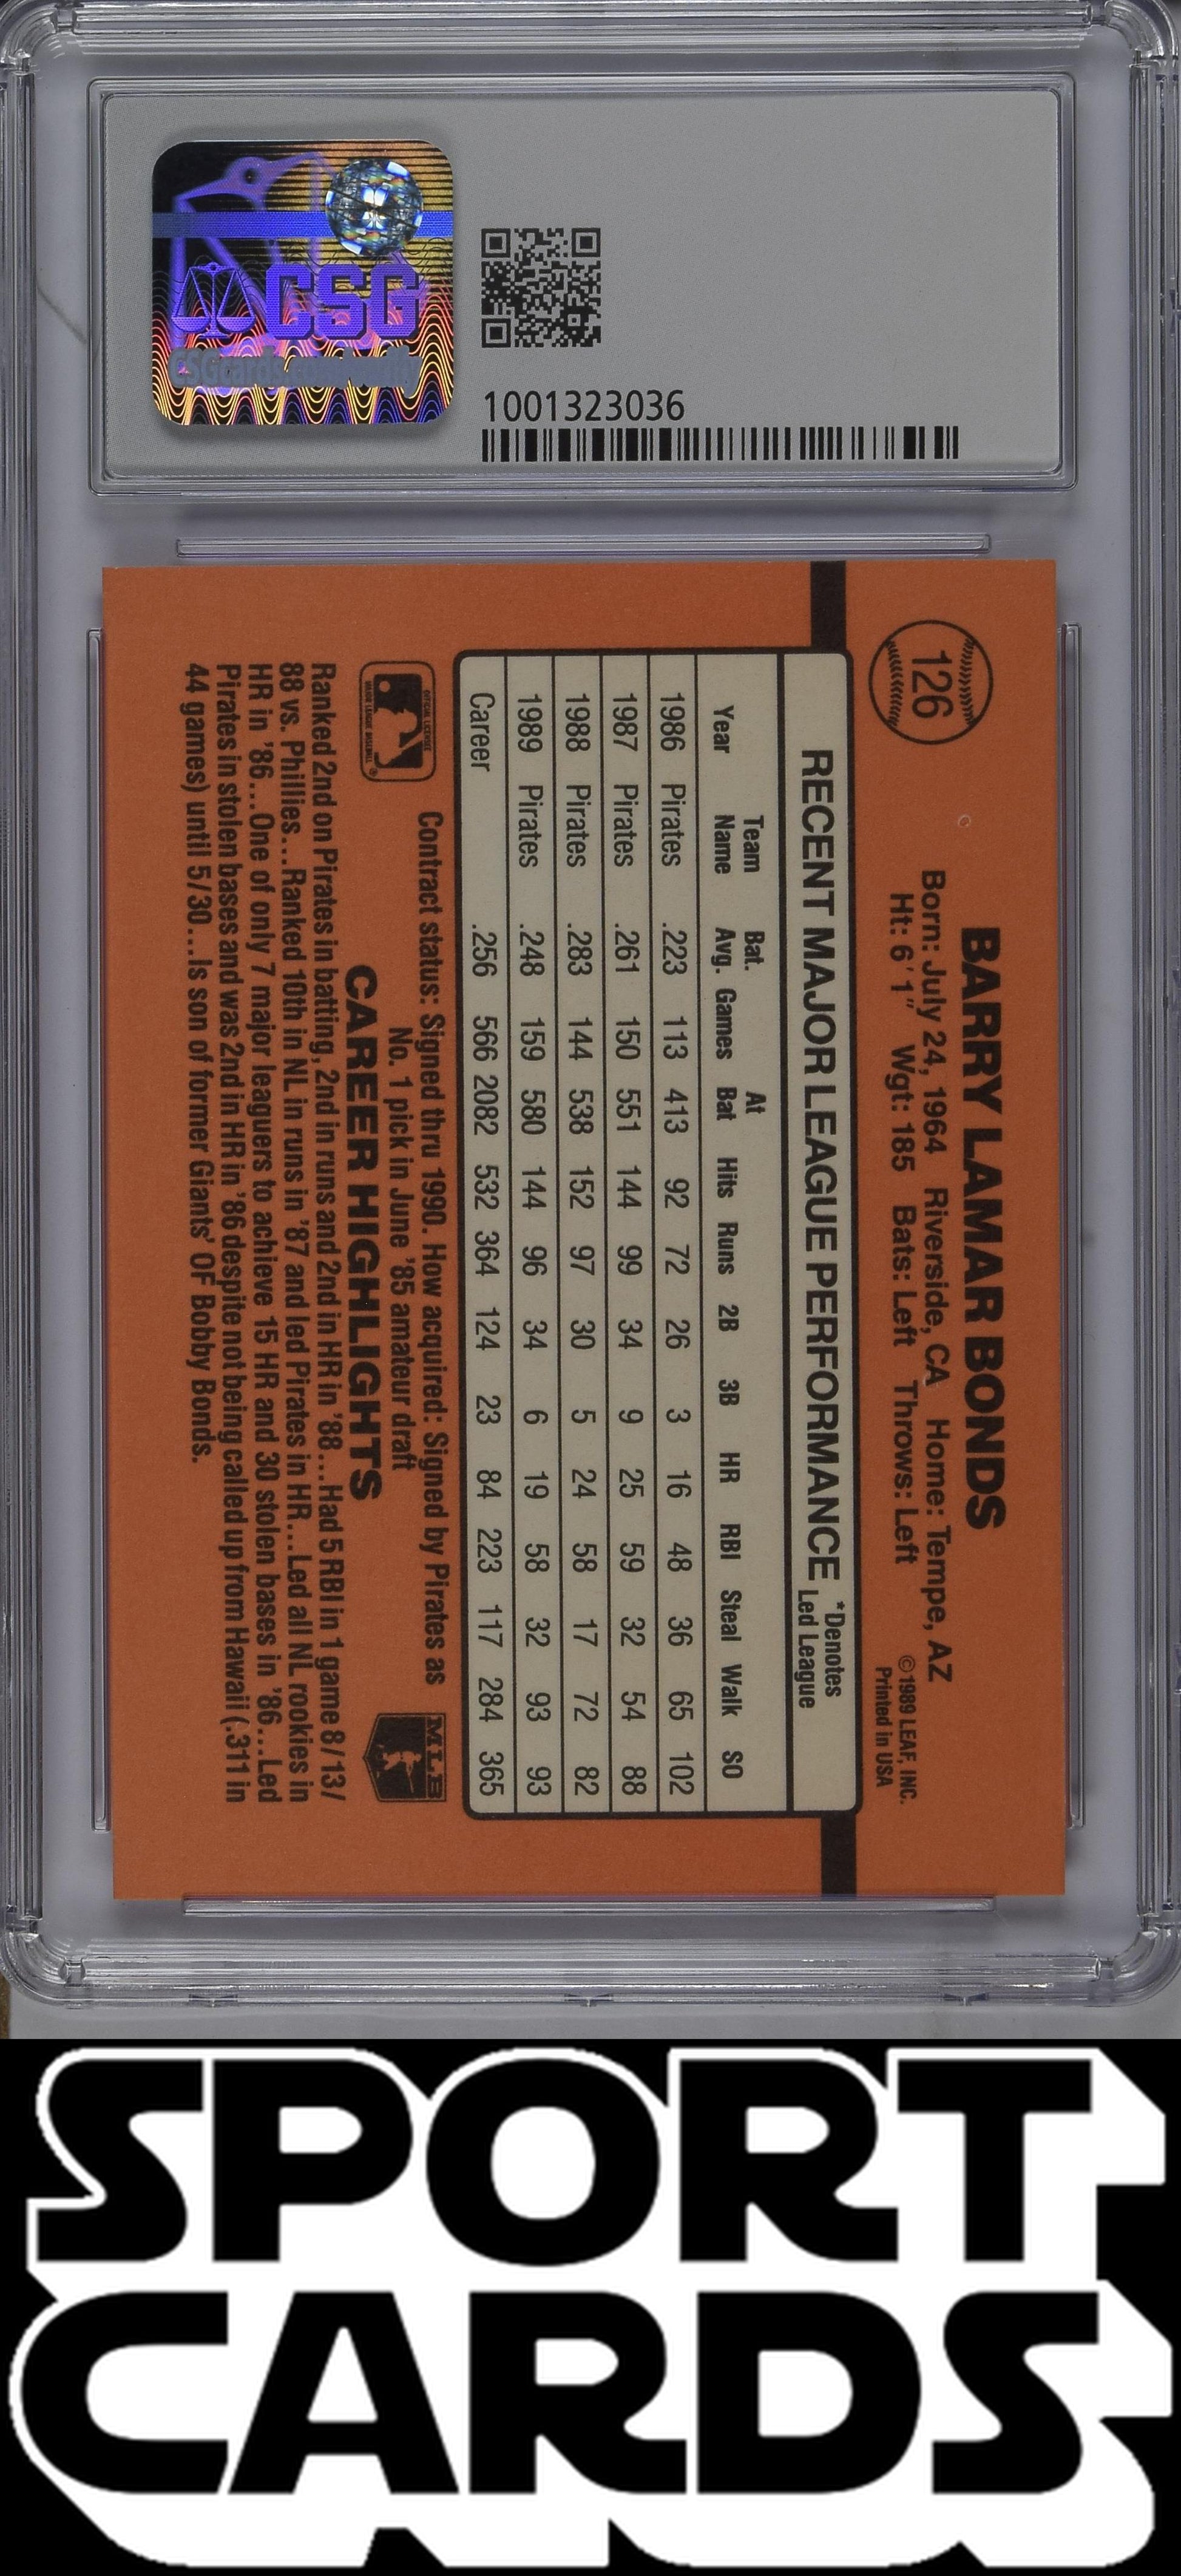 CSG
CSGcards.com/verify
1001323036
126
BARRY LAMAR BONDS
Born: July 24, 1964 Riverside, CA Home: Tempe, AZ
Ht: 6'1" Wgt: 185 Bats: Left Throws: Left
©1989 LEAF, INC.
Printed in USA
RECENT MAJOR LEAGUE PERFORMANCE *Denotes Led League
Year Team Name Bat. Avg. Games At Bat Hits Runs 2B 3B HR RBI Steal Walk SO
1986 Pirates .223 113 413 92 72 26 3 16 48 36 65 102
1987 Pirates .261 150 551 144 99 34 9 25 59 32 54 88
1988 Pirates .283 144 538 152 97 30 5 24 58 17 72 82
1989 Pirates .248 159 580 144 96 34 6 19 58 32 93 93
Career .256 566 2082 532 364 124 23 84 223 117 284 365
OFFICIAL LICENSEE
MAJOR LEAGUE BASEBALL
Contract status: Signed thru 1990. How acquired: Signed by Pirates as
No. 1 pick in June '85 amateur draft
MLB
CAREER HIGHLIGHTS
Ranked 2nd on Pirates in batting, 2nd in runs and 2nd in HR in '88...Had 5 RBI in 1 game 8/13/
88 vs. Phillies...Ranked 10th in NL in runs in '87 and led Pirates in HR...Led all NL rookies in
HR in '86...One of only 7 major leaguers to achieve 15 HR and 30 stolen bases in '86...Led
Pirates in stolen bases and was 2nd in HR in '86 despite not being called up from Hawaii (.311 in
44 games) until 5/30...Is son of former Giants' OF Bobby Bonds.
SPORT
CARDS